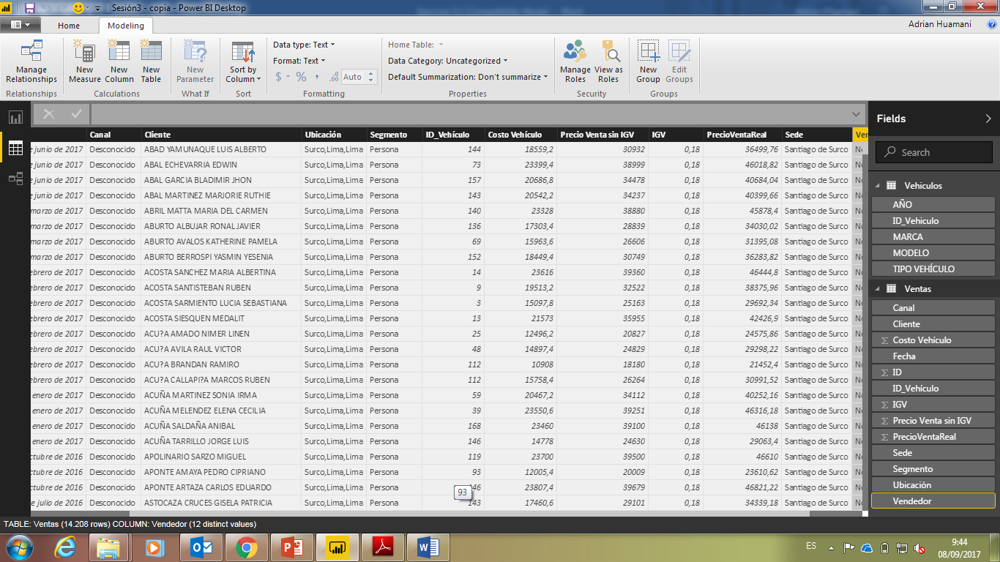 Sesión3 - copia - Power BI Desktop
Home Modeling Adrian Huamani
Manage Relationships
New Measure
New Column
New Table
New Parameter
Sort by Column
Data type: Text
Format: Text
$ % , .00 Auto
Home Table:
Data Category: Uncategorized
Default Summarization: Don't summarize
Manage Roles
View as Roles
New Group
Edit Groups
Relationships Calculations What If Sort Formatting Properties Security Groups
Canal Cliente Ubicación Segmento ID_Vehículo Costo Vehículo Precio Venta sin IGV IGV PrecioVentaReal Sede Ven
e junio de 2017 Desconocido ABAD YAMUNAQUE LUIS ALBERTO Surco,Lima,Lima Persona 144 18559,2 30932 0,18 36499,76 Santiago de Surco No
e junio de 2017 Desconocido ABAL ECHEVARRIA EDWIN Surco,Lima,Lima Persona 73 23399,4 38999 0,18 46018,82 Santiago de Surco No
e junio de 2017 Desconocido ABAL GARCIA BLADIMIR JHON Surco,Lima,Lima Persona 157 20686,8 34478 0,18 40684,04 Santiago de Surco No
e junio de 2017 Desconocido ABAL MARTINEZ MARJORIE RUTHIE Surco,Lima,Lima Persona 143 20542,2 34237 0,18 40399,66 Santiago de Surco No
marzo de 2017 Desconocido ABRIL MATTA MARIA DEL CARMEN Surco,Lima,Lima Persona 140 23328 38880 0,18 45878,4 Santiago de Surco No
marzo de 2017 Desconocido ABURTO ALBUJAR RONAL JAVIER Surco,Lima,Lima Persona 136 17303,4 28839 0,18 34030,02 Santiago de Surco No
marzo de 2017 Desconocido ABURTO AVALOS KATHERINE PAMELA Surco,Lima,Lima Persona 69 15963,6 26606 0,18 31395,08 Santiago de Surco No
marzo de 2017 Desconocido ABURTO BERROSPI YASMIN YESENIA Surco,Lima,Lima Persona 152 18449,4 30749 0,18 36283,82 Santiago de Surco No
ebrero de 2017 Desconocido ACOSTA SANCHEZ MARIA ALBERTINA Surco,Lima,Lima Persona 14 23616 39360 0,18 46444,8 Santiago de Surco No
ebrero de 2017 Desconocido ACOSTA SANTISTEBAN RUBEN Surco,Lima,Lima Persona 9 19513,2 32522 0,18 38375,96 Santiago de Surco No
ebrero de 2017 Desconocido ACOSTA SARMIENTO LUCIA SEBASTIANA Surco,Lima,Lima Persona 3 15097,8 25163 0,18 29692,34 Santiago de Surco No
ebrero de 2017 Desconocido ACOSTA SIESQUEN MEDALIT Surco,Lima,Lima Persona 13 21573 35955 0,18 42426,9 Santiago de Surco No
ebrero de 2017 Desconocido ACU?A AMADO NIMER LINEN Surco,Lima,Lima Persona 25 12496,2 20827 0,18 24575,86 Santiago de Surco No
ebrero de 2017 Desconocido ACU?A AVILA RAUL VICTOR Surco,Lima,Lima Persona 48 14897,4 24829 0,18 29298,22 Santiago de Surco No
ebrero de 2017 Desconocido ACU?A BRANDAN RAMIRO Surco,Lima,Lima Persona 112 10908 18180 0,18 21452,4 Santiago de Surco No
ebrero de 2017 Desconocido ACU?A CALLAPI?A MARCOS RUBEN Surco,Lima,Lima Persona 112 15758,4 26264 0,18 30991,52 Santiago de Surco No
enero de 2017 Desconocido ACUÑA MARTINEZ SONIA IRMA Surco,Lima,Lima Persona 59 20467,2 34112 0,18 40252,16 Santiago de Surco No
enero de 2017 Desconocido ACUÑA MELENDEZ ELENA CECILIA Surco,Lima,Lima Persona 39 23550,6 39251 0,18 46316,18 Santiago de Surco No
enero de 2017 Desconocido ACUÑA SALDAÑA ANIBAL Surco,Lima,Lima Persona 168 23460 39100 0,18 46138 Santiago de Surco No
enero de 2017 Desconocido ACUÑA TARRILLO JORGE LUIS Surco,Lima,Lima Persona 146 14778 24630 0,18 29063,4 Santiago de Surco No
ctubre de 2016 Desconocido APOLINARIO SARZO MIGUEL Surco,Lima,Lima Persona 119 23700 39500 0,18 46610 Santiago de Surco No
ctubre de 2016 Desconocido APONTE AMAYA PEDRO CIPRIANO Surco,Lima,Lima Persona 93 12005,4 20009 0,18 23610,62 Santiago de Surco No
ctubre de 2016 Desconocido APONTE ARTAZA CARLOS EDUARDO Surco,Lima,Lima Persona 46 23807,4 39679 0,18 46821,22 Santiago de Surco No
e julio de 2016 Desconocido ASTOCAZA CRUCES GISELA PATRICIA Surco,Lima,Lima Persona 143 17460,6 29101 0,18 34339,18 Santiago de Surco No
93
Fields
Search
Vehiculos
AÑO
ID_Vehiculo
MARCA
MODELO
TIPO VEHÍCULO
Ventas
Canal
Cliente
Σ Costo Vehículo
Fecha
Σ ID
ID_Vehículo
Σ IGV
Σ Precio Venta sin IGV
Σ PrecioVentaReal
Sede
Segmento
Ubicación
Vendedor
TABLE: Ventas (14.208 rows) COLUMN: Vendedor (12 distinct values)
ES 9:44
08/09/2017